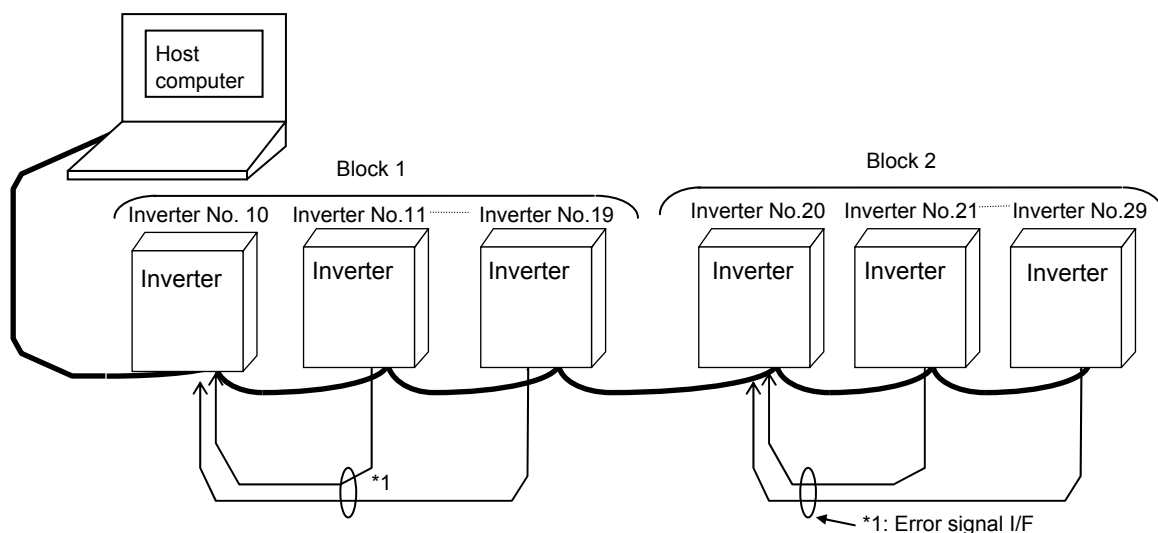 Host
computer
Block 1
Block 2
Inverter No. 10
Inverter No.11
Inverter No.19
Inverter No.20
Inverter No.21
Inverter No.29
Inverter
Inverter
Inverter
Inverter
Inverter
Inverter
*1
*1: Error signal I/F